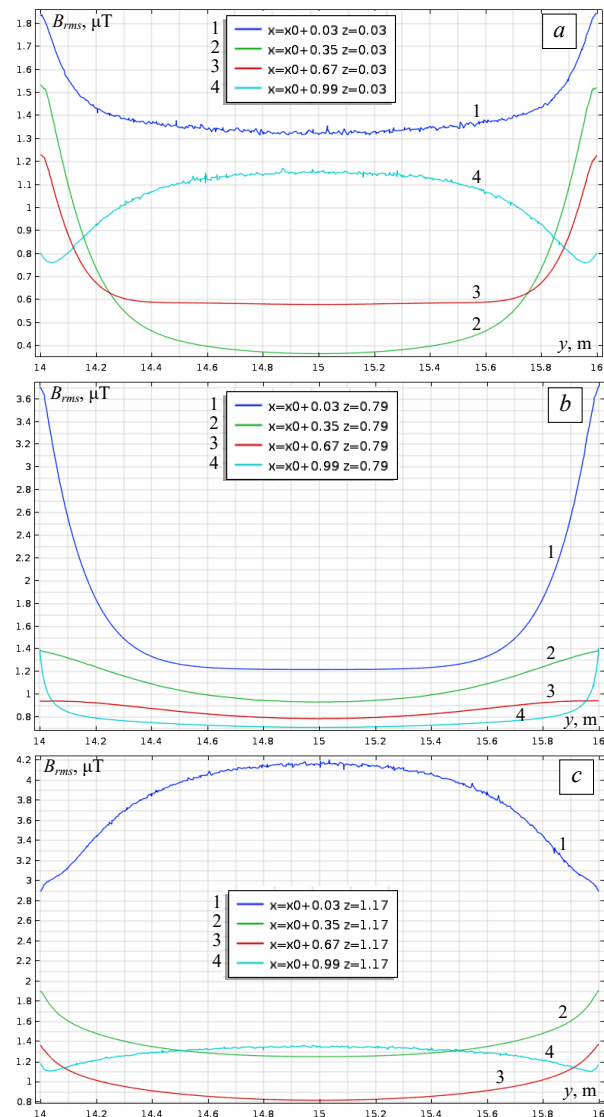 B_rms, μT
a
1.8
1.7
1.6
1.5
1.4
1.3
1.2
1.1
1
0.9
0.8
0.7
0.6
0.5
0.4
1 x=x0+0.03 z=0.03
2 x=x0+0.35 z=0.03
3 x=x0+0.67 z=0.03
4 x=x0+0.99 z=0.03
1
4
3
2
y, m
14 14.2 14.4 14.6 14.8 15 15.2 15.4 15.6 15.8 16
B_rms, μT
b
3.6
3.4
3.2
3
2.8
2.6
2.4
2.2
2
1.8
1.6
1.4
1.2
1
0.8
1 x=x0+0.03 z=0.79
2 x=x0+0.35 z=0.79
3 x=x0+0.67 z=0.79
4 x=x0+0.99 z=0.79
1
2
3
4
y, m
14 14.2 14.4 14.6 14.8 15 15.2 15.4 15.6 15.8 16
B_rms, μT
c
4.2
4
3.8
3.6
3.4
3.2
3
2.8
2.6
2.4
2.2
2
1.8
1.6
1.4
1.2
1
0.8
1 x=x0+0.03 z=1.17
2 x=x0+0.35 z=1.17
3 x=x0+0.67 z=1.17
4 x=x0+0.99 z=1.17
1
2
4
3
y, m
14 14.2 14.4 14.6 14.8 15 15.2 15.4 15.6 15.8 16